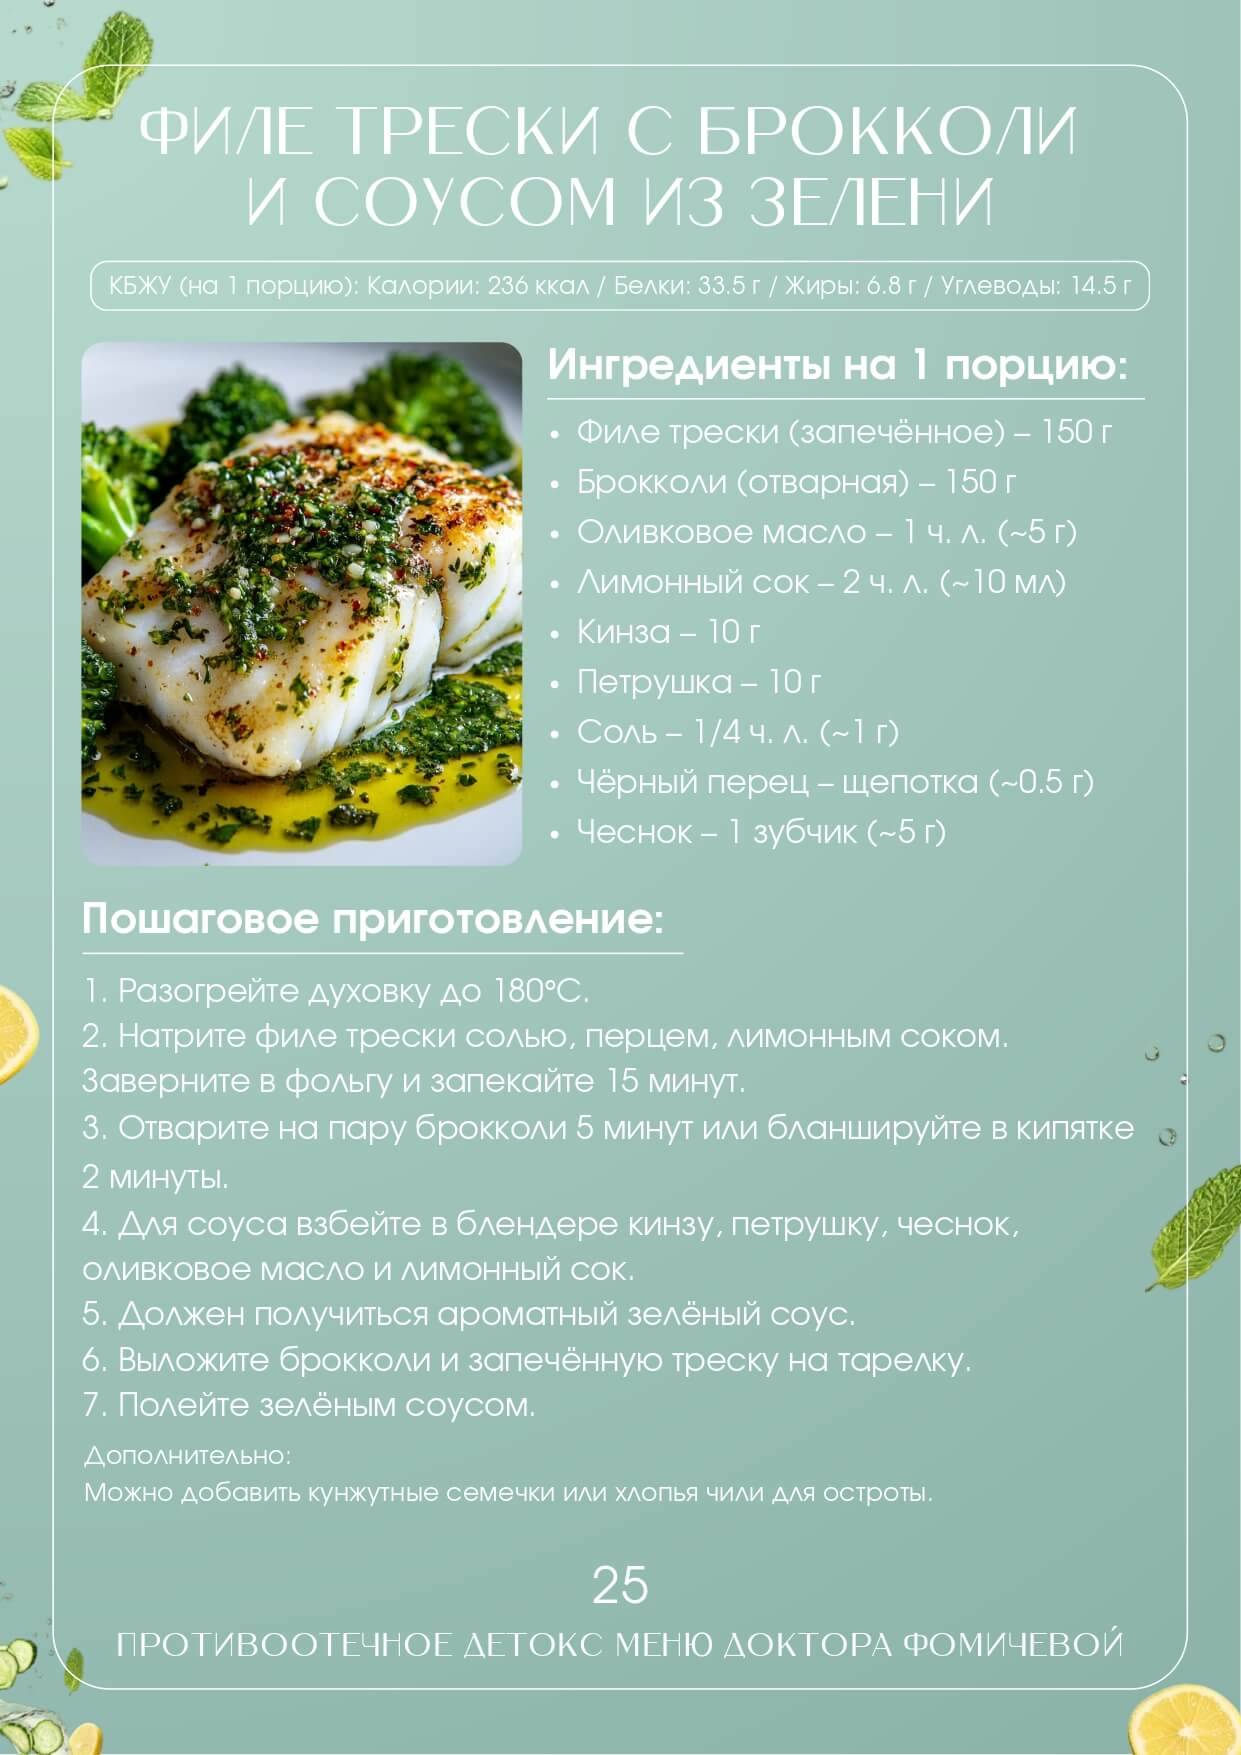 ФИЛЕ ТРЕСКИ С БРОККОЛИ
И СОУСОМ ИЗ ЗЕЛЕНИ
КБЖУ (на 1 порцию): Калории: 236 ккал / Белки: 33.5 г / Жиры: 6.8 г / Углеводы: 14.5 г
Ингредиенты на 1 порцию:
• Филе трески (запечённое) – 150 г
• Брокколи (отварная) – 150 г
• Оливковое масло – 1 ч. л. (~5 г)
• Лимонный сок – 2 ч. л. (~10 мл)
• Кинза – 10 г
• Петрушка – 10 г
• Соль – 1/4 ч. л. (~1 г)
• Чёрный перец – щепотка (~0.5 г)
• Чеснок – 1 зубчик (~5 г)
Пошаговое приготовление:
1. Разогрейте духовку до 180°C.
2. Натрите филе трески солью, перцем, лимонным соком.
Заверните в фольгу и запекайте 15 минут.
3. Отварите на пару брокколи 5 минут или бланшируйте в кипятке
2 минуты.
4. Для соуса взбейте в блендере кинзу, петрушку, чеснок,
оливковое масло и лимонный сок.
5. Должен получиться ароматный зелёный соус.
6. Выложите брокколи и запечённую треску на тарелку.
7. Полейте зелёным соусом.
Дополнительно:
Можно добавить кунжутные семечки или хлопья чили для остроты.
25
ПРОТИВООТЕЧНОЕ ДЕТОКС МЕНЮ ДОКТОРА ФОМИЧЕВОЙ